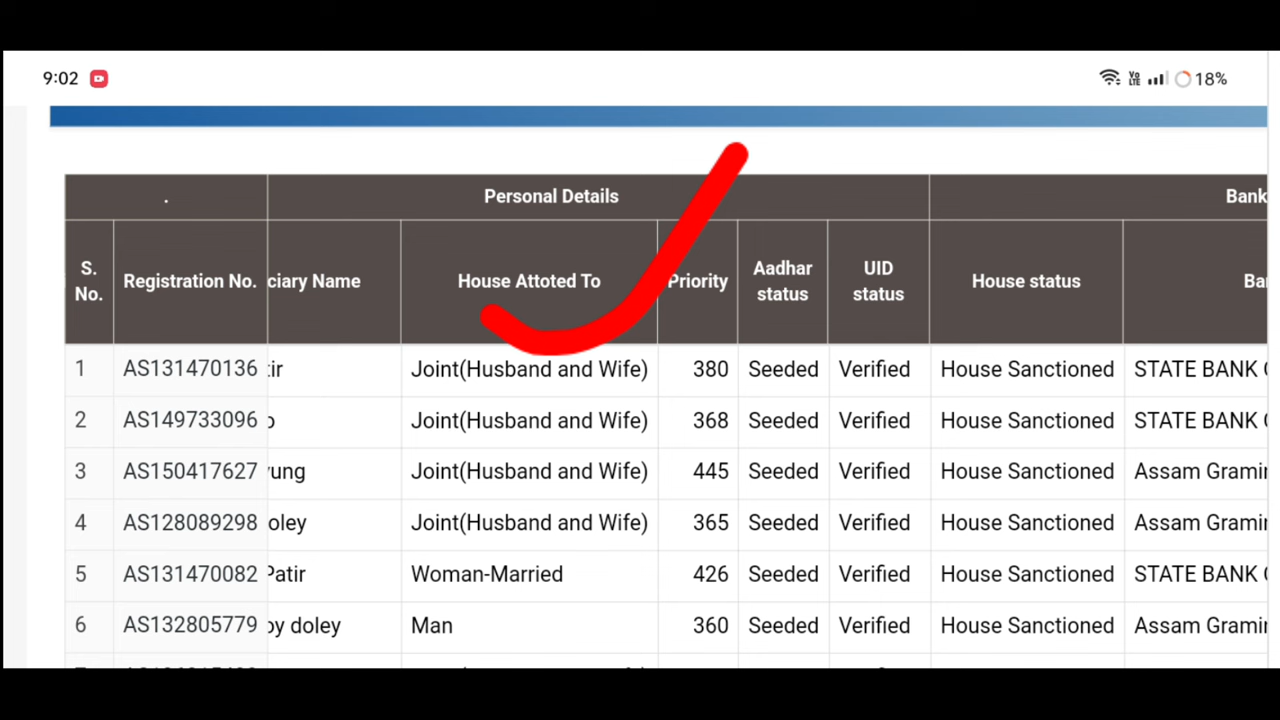 9:02 Vo LTE 18%
. Personal Details Bank
S. No. Registration No. ciary Name House Attoted To Priority Aadhar status UID status House status Ba
1 AS131470136 tir Joint(Husband and Wife) 380 Seeded Verified House Sanctioned STATE BANK
2 AS149733096 o Joint(Husband and Wife) 368 Seeded Verified House Sanctioned STATE BANK
3 AS150417627 yung Joint(Husband and Wife) 445 Seeded Verified House Sanctioned Assam Gramin
4 AS128089298 oley Joint(Husband and Wife) 365 Seeded Verified House Sanctioned Assam Gramin
5 AS131470082 Patir Woman-Married 426 Seeded Verified House Sanctioned STATE BANK
6 AS132805779 oy doley Man 360 Seeded Verified House Sanctioned Assam Gramin